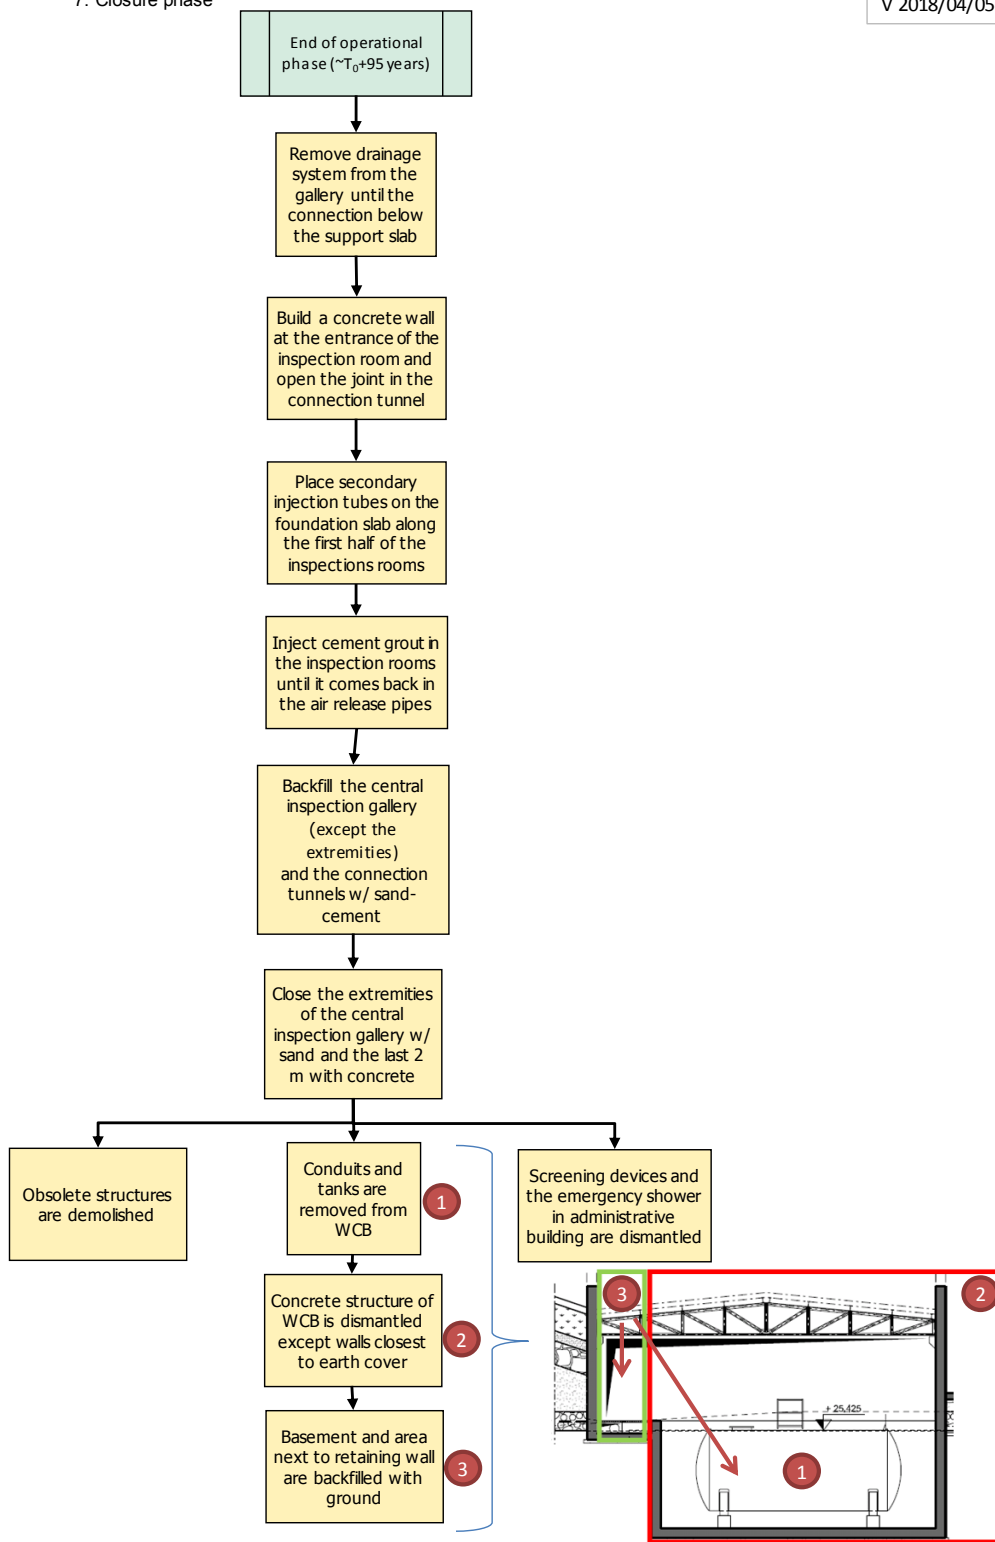 7. Closure phase
V 2018/04/05
End of operational
phase (~T₀+95 years)
Remove drainage
system from the
gallery until the
connection below
the support slab
Build a concrete wall
at the entrance of the
inspection room and
open the joint in the
connection tunnel
Place secondary
injection tubes on the
foundation slab along
the first half of the
inspections rooms
Inject cement grout in
the inspection rooms
until it comes back in
the air release pipes
Backfill the central
inspection gallery
(except the
extremities)
and the connection
tunnels w/ sand-
cement
Close the extremities
of the central
inspection gallery w/
sand and the last 2
m with concrete
Obsolete structures
are demolished
Conduits and
tanks are
removed from
WCB
1
Concrete structure of
WCB is dismantled
except walls closest
to earth cover
2
Basement and area
next to retaining wall
are backfilled with
ground
3
Screening devices and
the emergency shower
in administrative
building are dismantled
3
2
+ 25,425
1